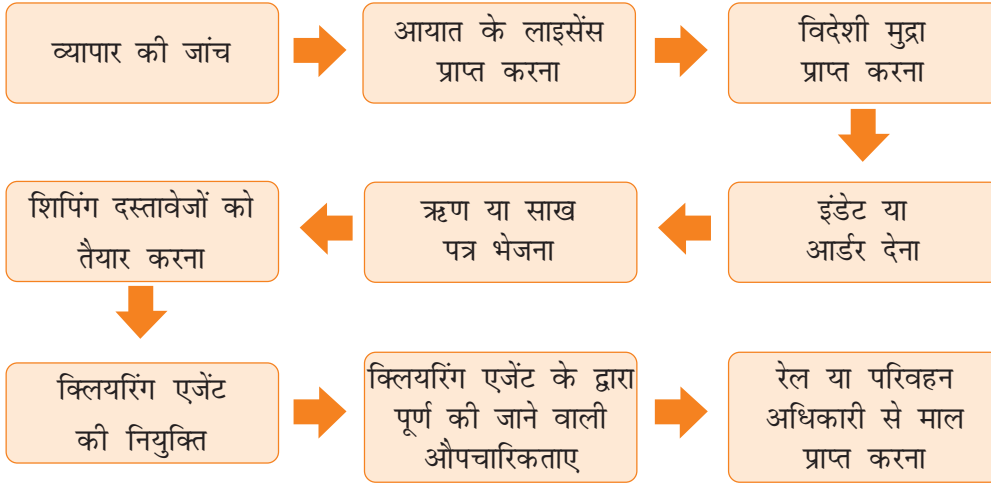 व्यापार की जांच
आयात के लाइसेंस
प्राप्त करना
विदेशी मुद्रा
प्राप्त करना
इंडेट या
आर्डर देना
ऋण या साख
पत्र भेजना
शिपिंग दस्तावेजों को
तैयार करना
क्लियरिंग एजेंट
की नियुक्ति
क्लियरिंग एजेंट के द्वारा
पूर्ण की जाने वाली
औपचारिकताए
रेल या परिवहन
अधिकारी से माल
प्राप्त करना